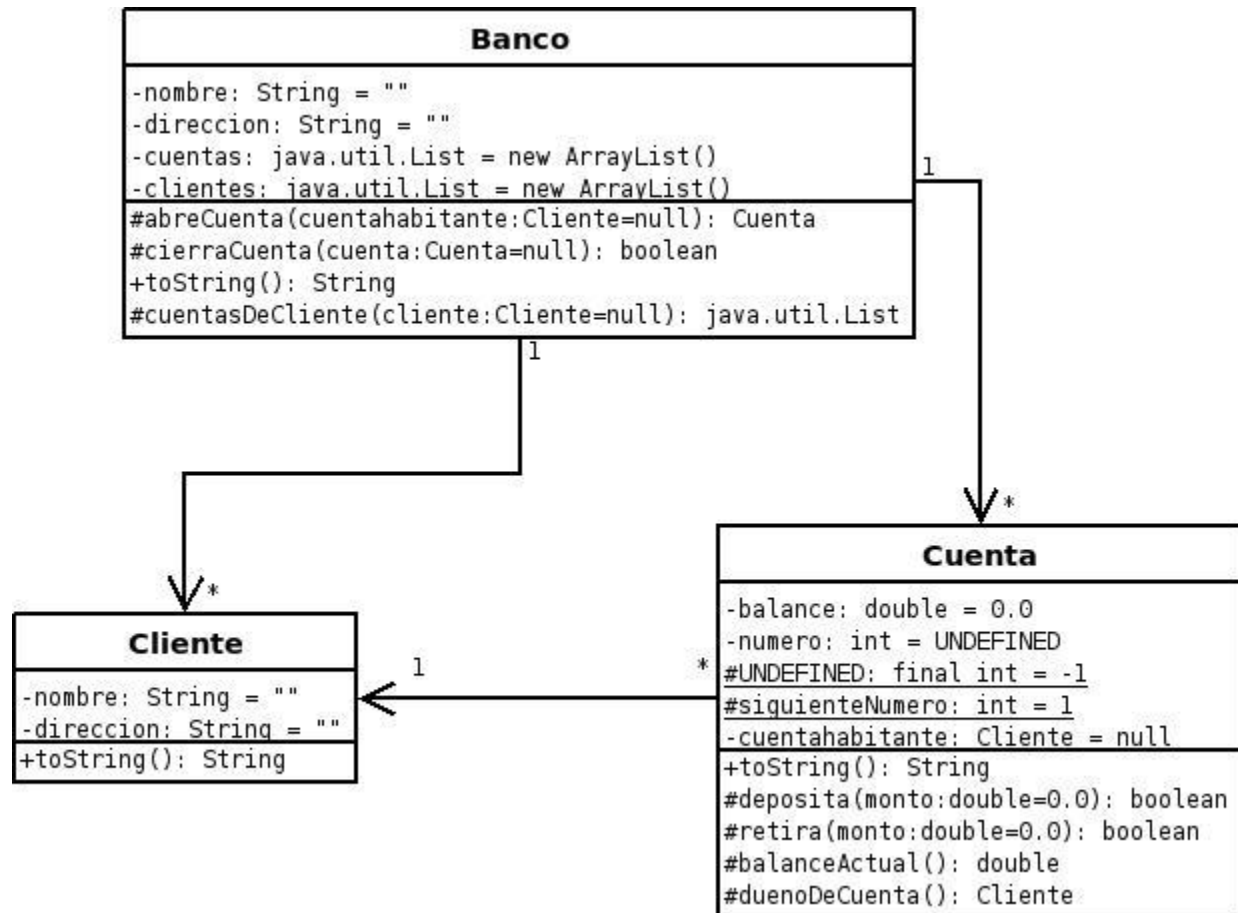 Banco
-nombre: String = ""
-direccion: String = ""
-cuentas: java.util.List = new ArrayList()
-clientes: java.util.List = new ArrayList()
#abreCuenta(cuentahabitante:Cliente=null): Cuenta
#cierraCuenta(cuenta:Cuenta=null): boolean
+toString(): String
#cuentasDeCliente(cliente:Cliente=null): java.util.List
1
1
*
*
Cliente
-nombre: String = ""
-direccion: String = ""
+toString(): String
1
*
Cuenta
-balance: double = 0.0
-numero: int = UNDEFINED
#UNDEFINED: final int = -1
#siguienteNumero: int = 1
-cuentahabitante: Cliente = null
+toString(): String
#deposita(monto:double=0.0): boolean
#retira(monto:double=0.0): boolean
#balanceActual(): double
#duenoDeCuenta(): Cliente